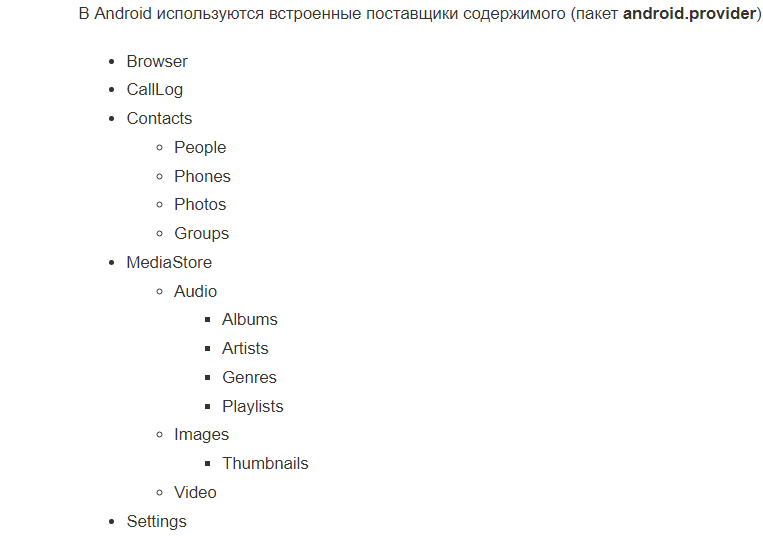 В Android используются встроенные поставщики содержимого (пакет android.provider)
Browser
CallLog
Contacts
People
Phones
Photos
Groups
MediaStore
Audio
Albums
Artists
Genres
Playlists
Images
Thumbnails
Video
Settings